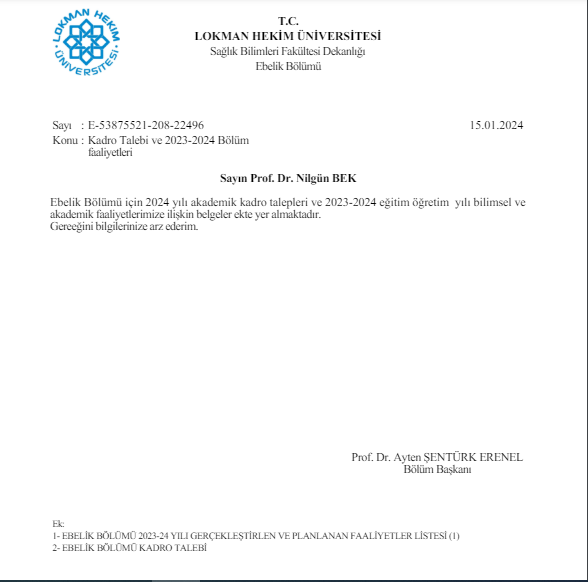 LOKMAN HEKİM
ÜNİVERSİTESİ
T.C.
LOKMAN HEKİM ÜNİVERSİTESİ
Sağlık Bilimleri Fakültesi Dekanlığı
Ebelik Bölümü
Sayı : E-53875521-208-22496 15.01.2024
Konu : Kadro Talebi ve 2023-2024 Bölüm
faaliyetleri
Sayın Prof. Dr. Nilgün BEK
Ebelik Bölümü için 2024 yılı akademik kadro talepleri ve 2023-2024 eğitim öğretim yılı bilimsel ve
akademik faaliyetlerimize ilişkin belgeler ekte yer almaktadır.
Gereğini bilgilerinize arz ederim.
Prof. Dr. Ayten ŞENTÜRK ERENEL
Bölüm Başkanı
Ek:
1- EBELİK BÖLÜMÜ 2023-24 YILI GERÇEKLEŞTİRLEN VE PLANLANAN FAALİYETLER LİSTESİ (1)
2- EBELİK BÖLÜMÜ KADRO TALEBİ